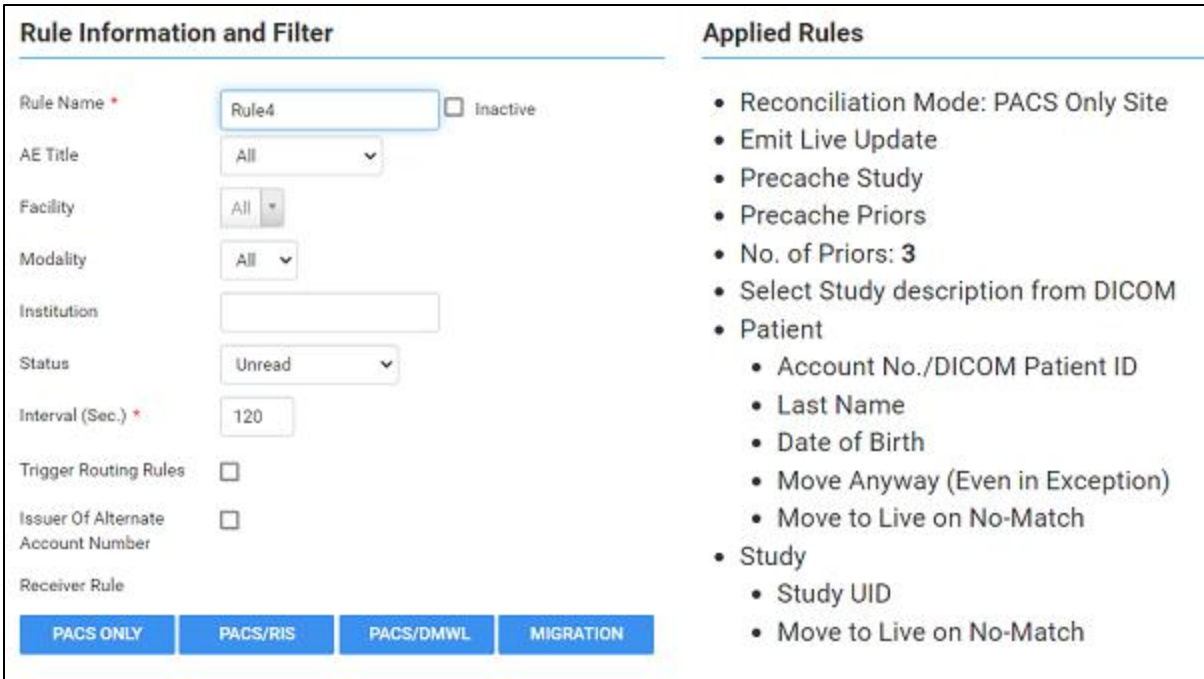 Rule Information and Filter
Rule Name *
Rule4
Inactive
AE Title
All
Facility
All
Modality
All
Institution
Status
Unread
Interval (Sec.) *
120
Trigger Routing Rules
Issuer Of Alternate
Account Number
Receiver Rule
PACS ONLY
PACS/RIS
PACS/DMWL
MIGRATION
Applied Rules
• Reconciliation Mode: PACS Only Site
• Emit Live Update
• Precache Study
• Precache Priors
• No. of Priors: 3
• Select Study description from DICOM
• Patient
• Account No./DICOM Patient ID
• Last Name
• Date of Birth
• Move Anyway (Even in Exception)
• Move to Live on No-Match
• Study
• Study UID
• Move to Live on No-Match